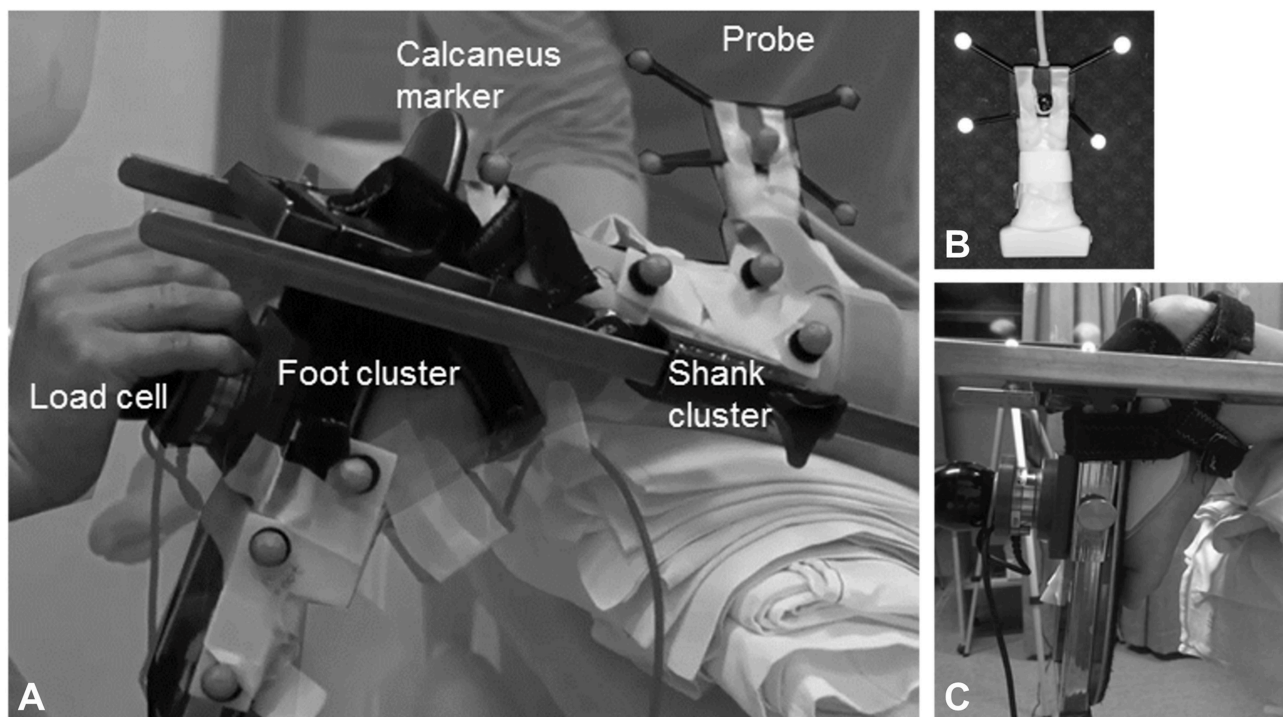 Calcaneus
marker
Probe
Load cell
Foot cluster
Shank
cluster
A
B
C